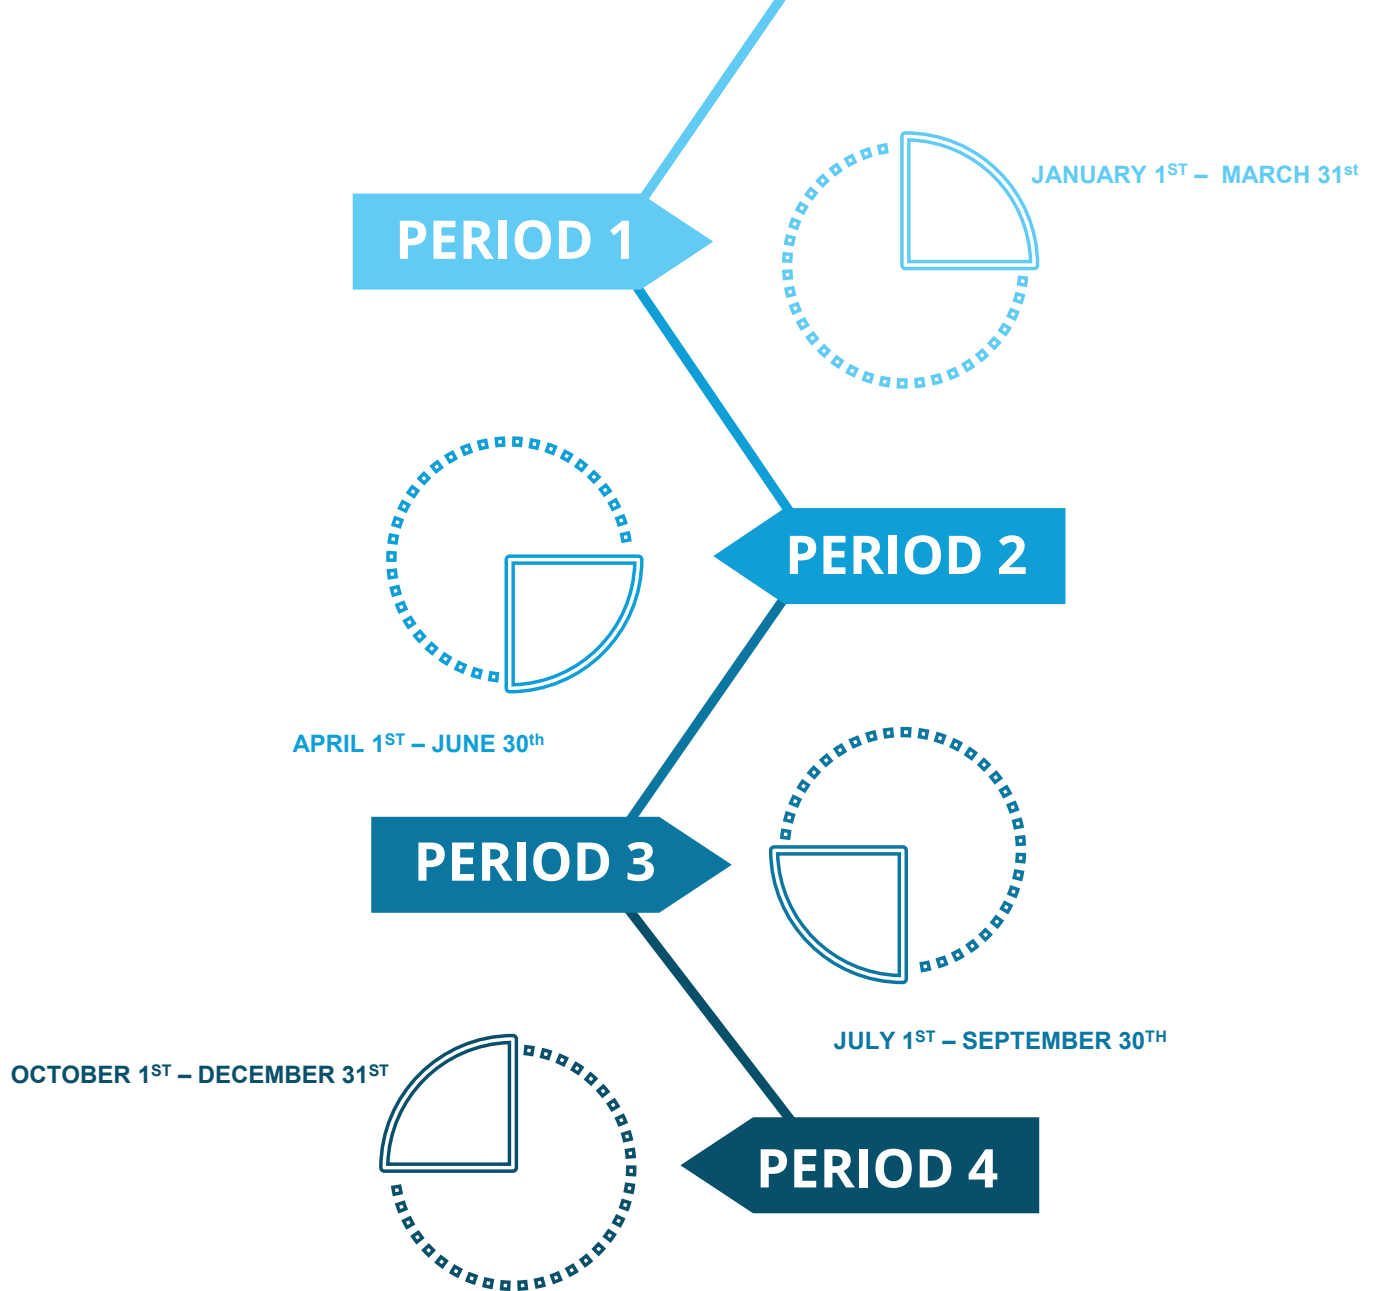 JANUARY 1ST – MARCH 31st
PERIOD 1
PERIOD 2
APRIL 1ST – JUNE 30th
PERIOD 3
JULY 1ST – SEPTEMBER 30TH
OCTOBER 1ST – DECEMBER 31ST
PERIOD 4